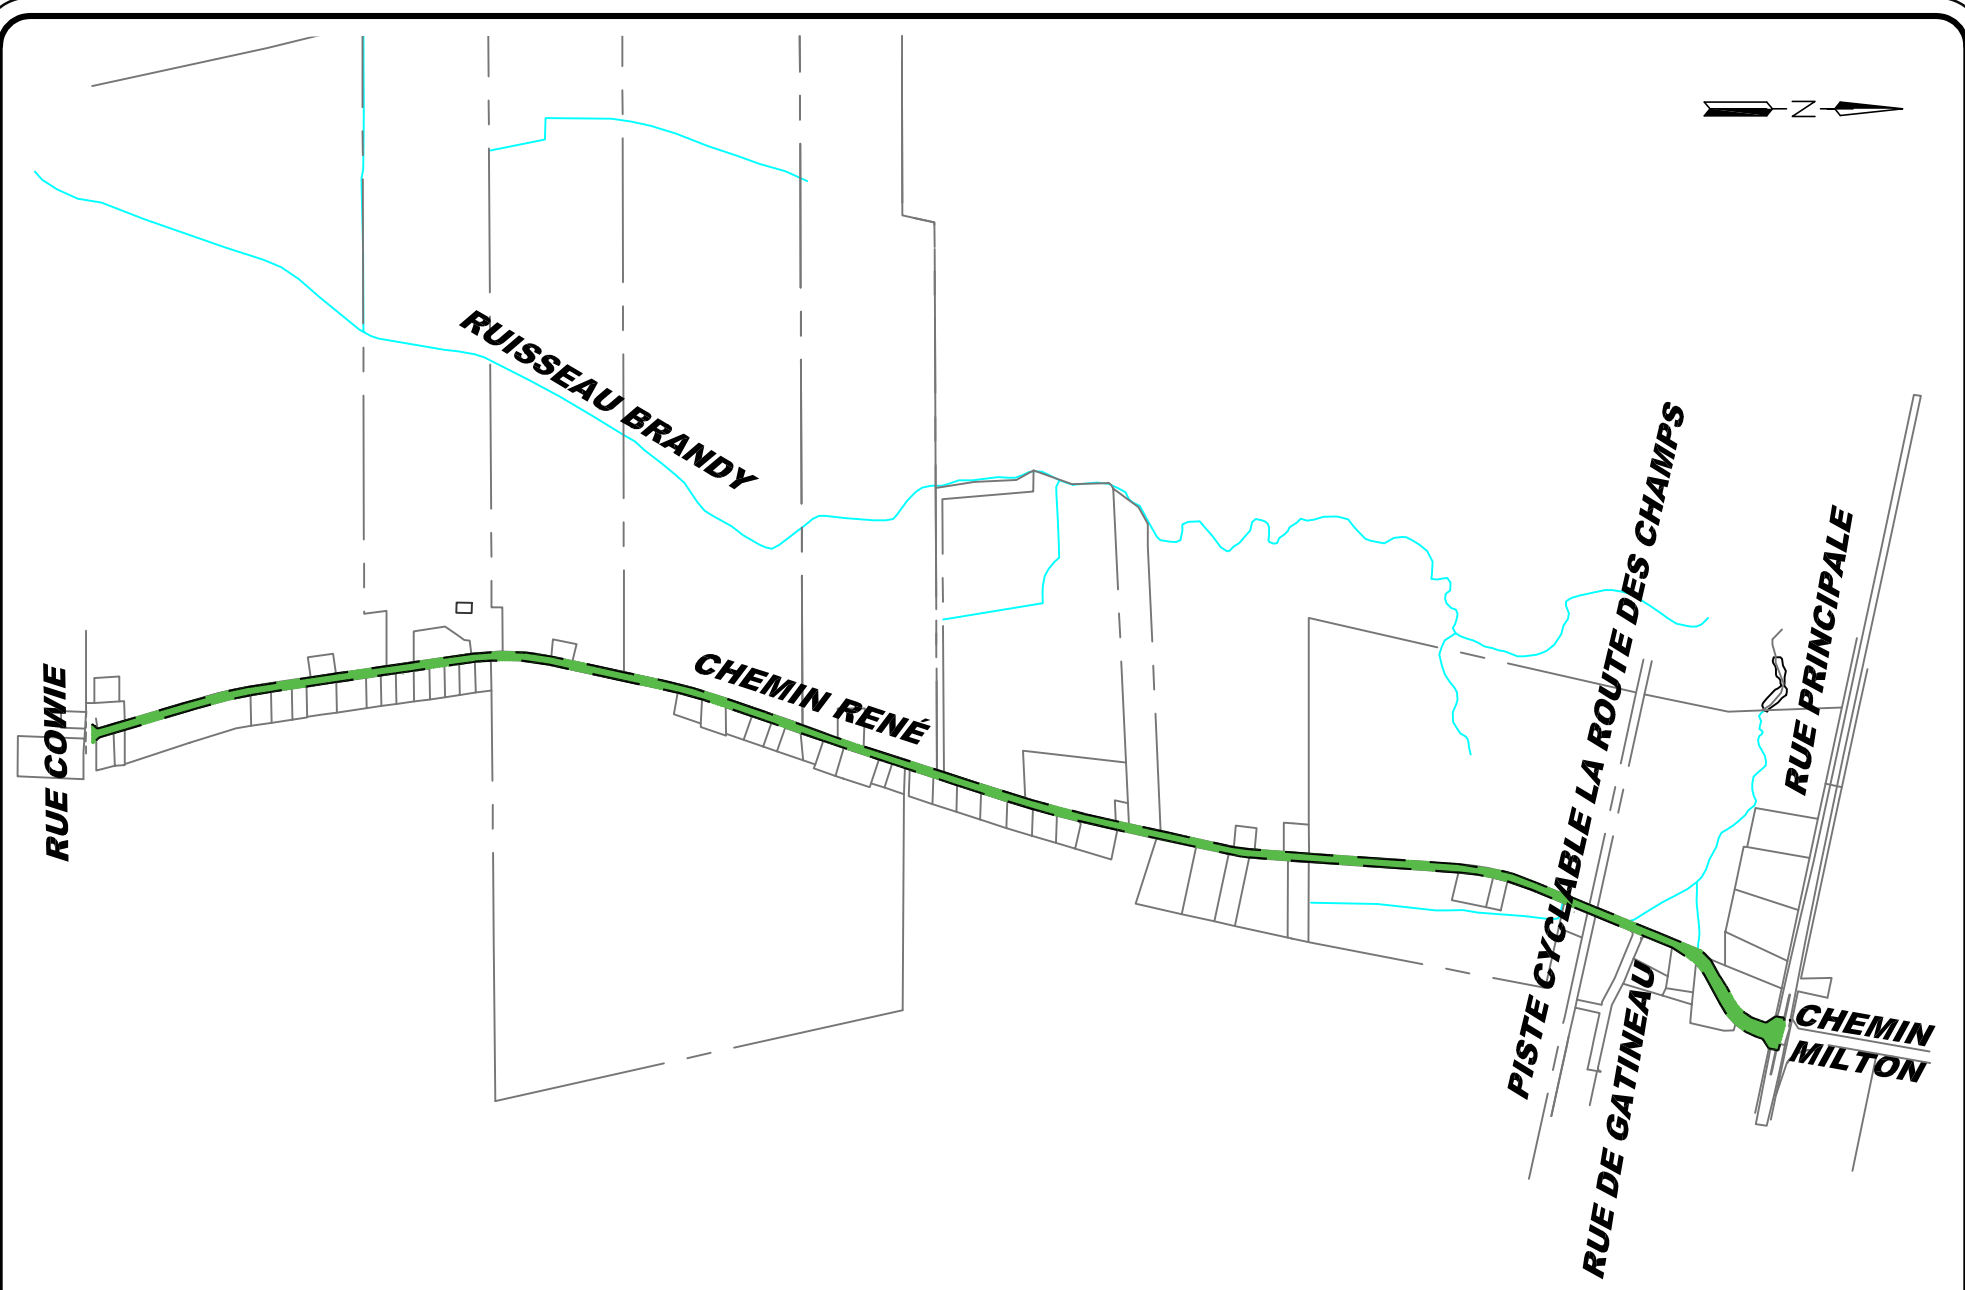 N
RUISSEAU BRANDY
CHEMIN RENÉ
RUE COWIE
PISTE CYCLABLE LA ROUTE DES CHAMPS
RUE PRINCIPALE
RUE DE GATINEAU
CHEMIN
MILTON